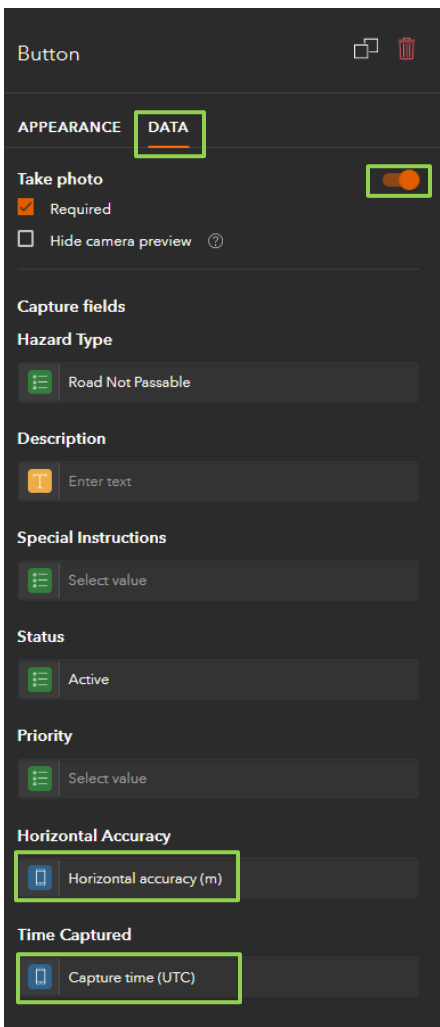 Button
APPEARANCE DATA
Take photo
Required
Hide camera preview ?
Capture fields
Hazard Type
Road Not Passable
Description
T Enter text
Special Instructions
Select value
Status
Active
Priority
Select value
Horizontal Accuracy
Horizontal accuracy (m)
Time Captured
Capture time (UTC)